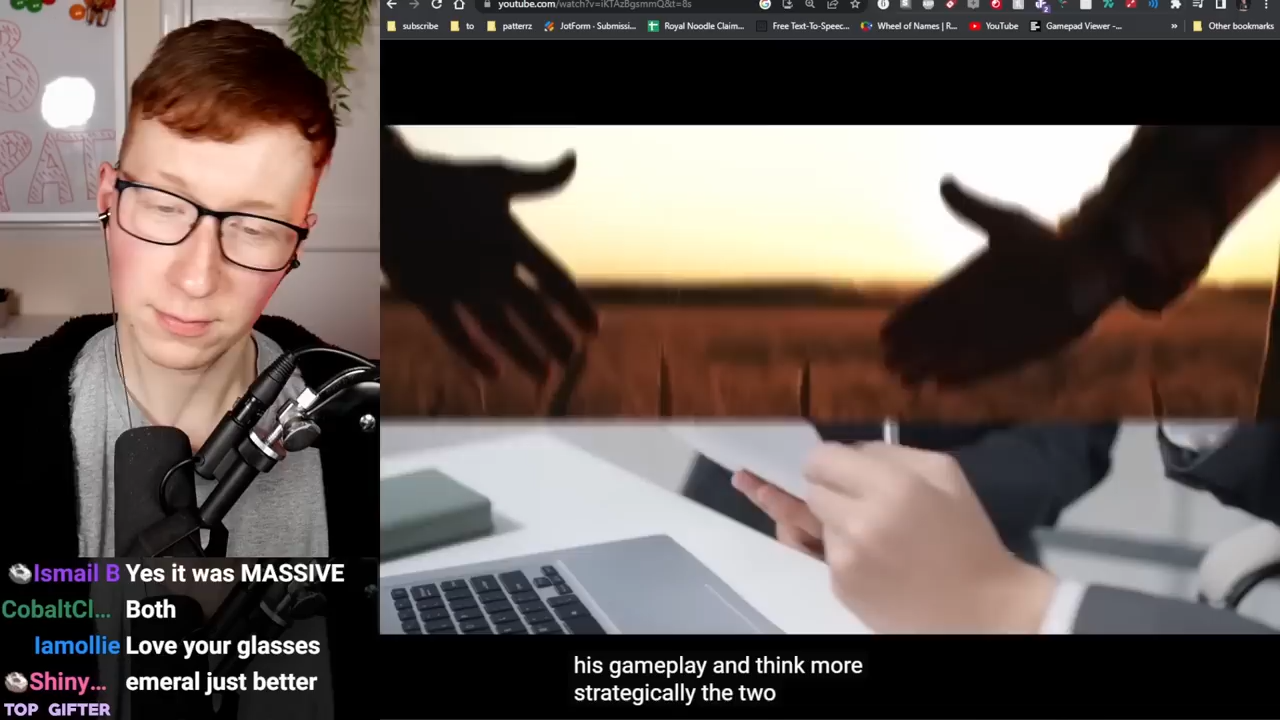 youtube.com/watch?v=iKTAzBgsmmQ&t=8s
subscribe
to
patterrz
JotForm - Submissi...
Royal Noodle Claim...
Free Text-To-Speec...
Wheel of Names | R...
YouTube
Gamepad Viewer -...
»
Other bookmarks
PAT
Ismail B Yes it was MASSIVE
CobaltCl... Both
Iamollie Love your glasses
Shiny... emeral just better
TOP GIFTER
his gameplay and think more
strategically the two